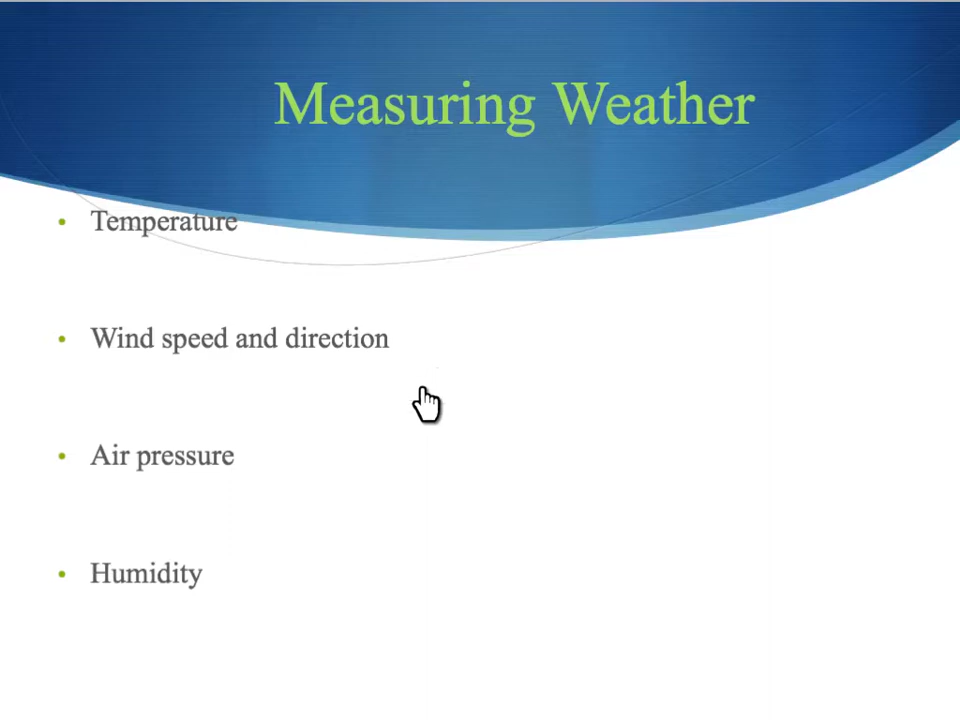 Measuring Weather
• Temperature
• Wind speed and direction
• Air pressure
• Humidity